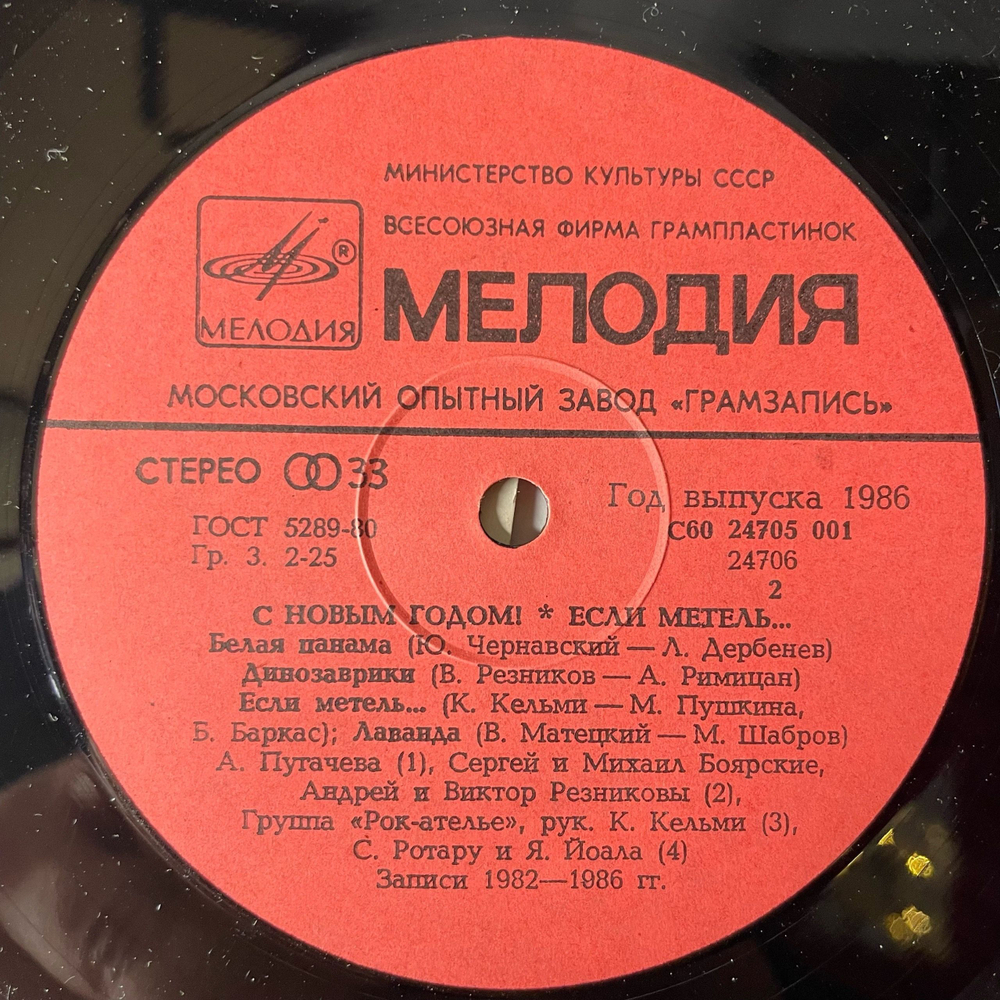 МИНИСТЕРСТВО КУЛЬТУРЫ СССР
ВСЕСОЮЗНАЯ ФИРМА ГРАМПЛАСТИНОК
®
МЕЛОДИЯ
МЕЛОДИЯ
МОСКОВСКИЙ ОПЫТНЫЙ ЗАВОД «ГРАМЗАПИСЬ»
СТЕРЕО 33
Год выпуска 1986
ГОСТ 5289-80
С60 24705 001
Гр. 3. 2-25
24706
2
С НОВЫМ ГОДОМ! * ЕСЛИ МЕТЕЛЬ...
Белая панама (Ю. Чернавский — Л. Дербенев)
Динозаврики (В. Резников — А. Римицан)
Если метель... (К. Кельми — М. Пушкина,
Б. Баркас); Лаванда (В. Матецкий — М. Шабров)
А. Пугачева (1), Сергей и Михаил Боярские,
Андрей и Виктор Резниковы (2),
Группа «Рок-ателье», рук. К. Кельми (3),
С. Ротару и Я. Йоала (4)
Записи 1982—1986 гг.